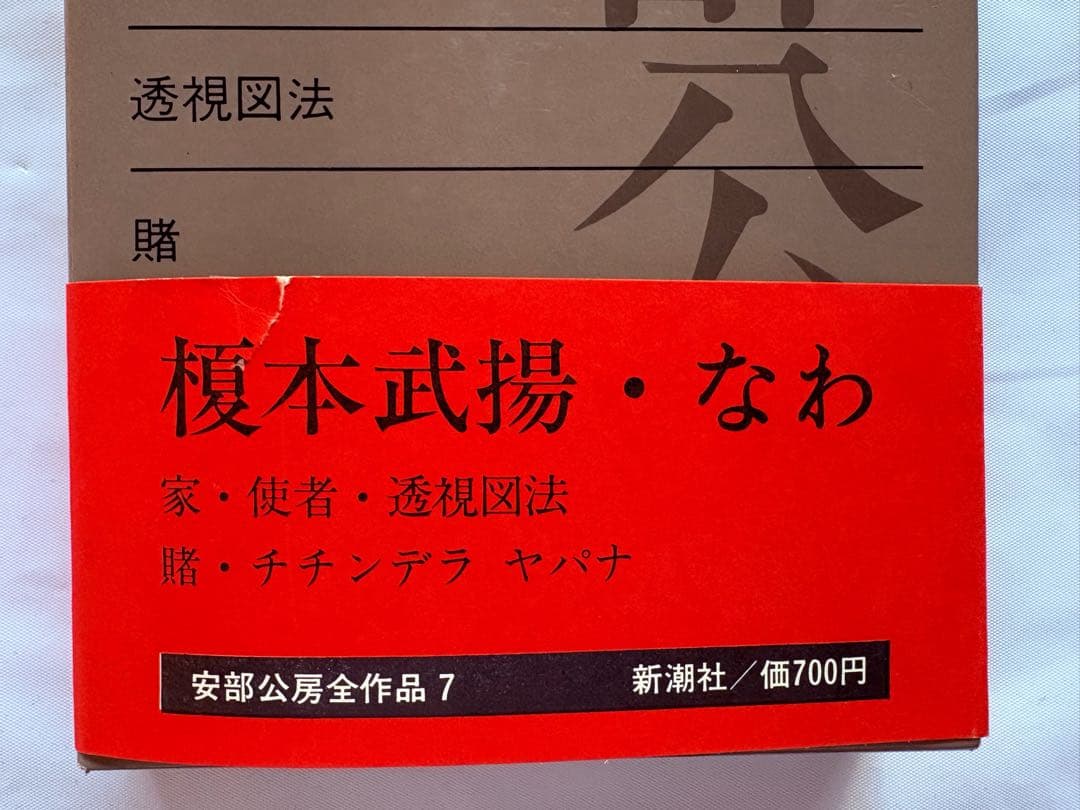 透視図法
賭
公
榎本武揚・なわ
家・使者・透視図法
賭・チチンデラ ヤパナ
安部公房全作品 7
新潮社／価700円